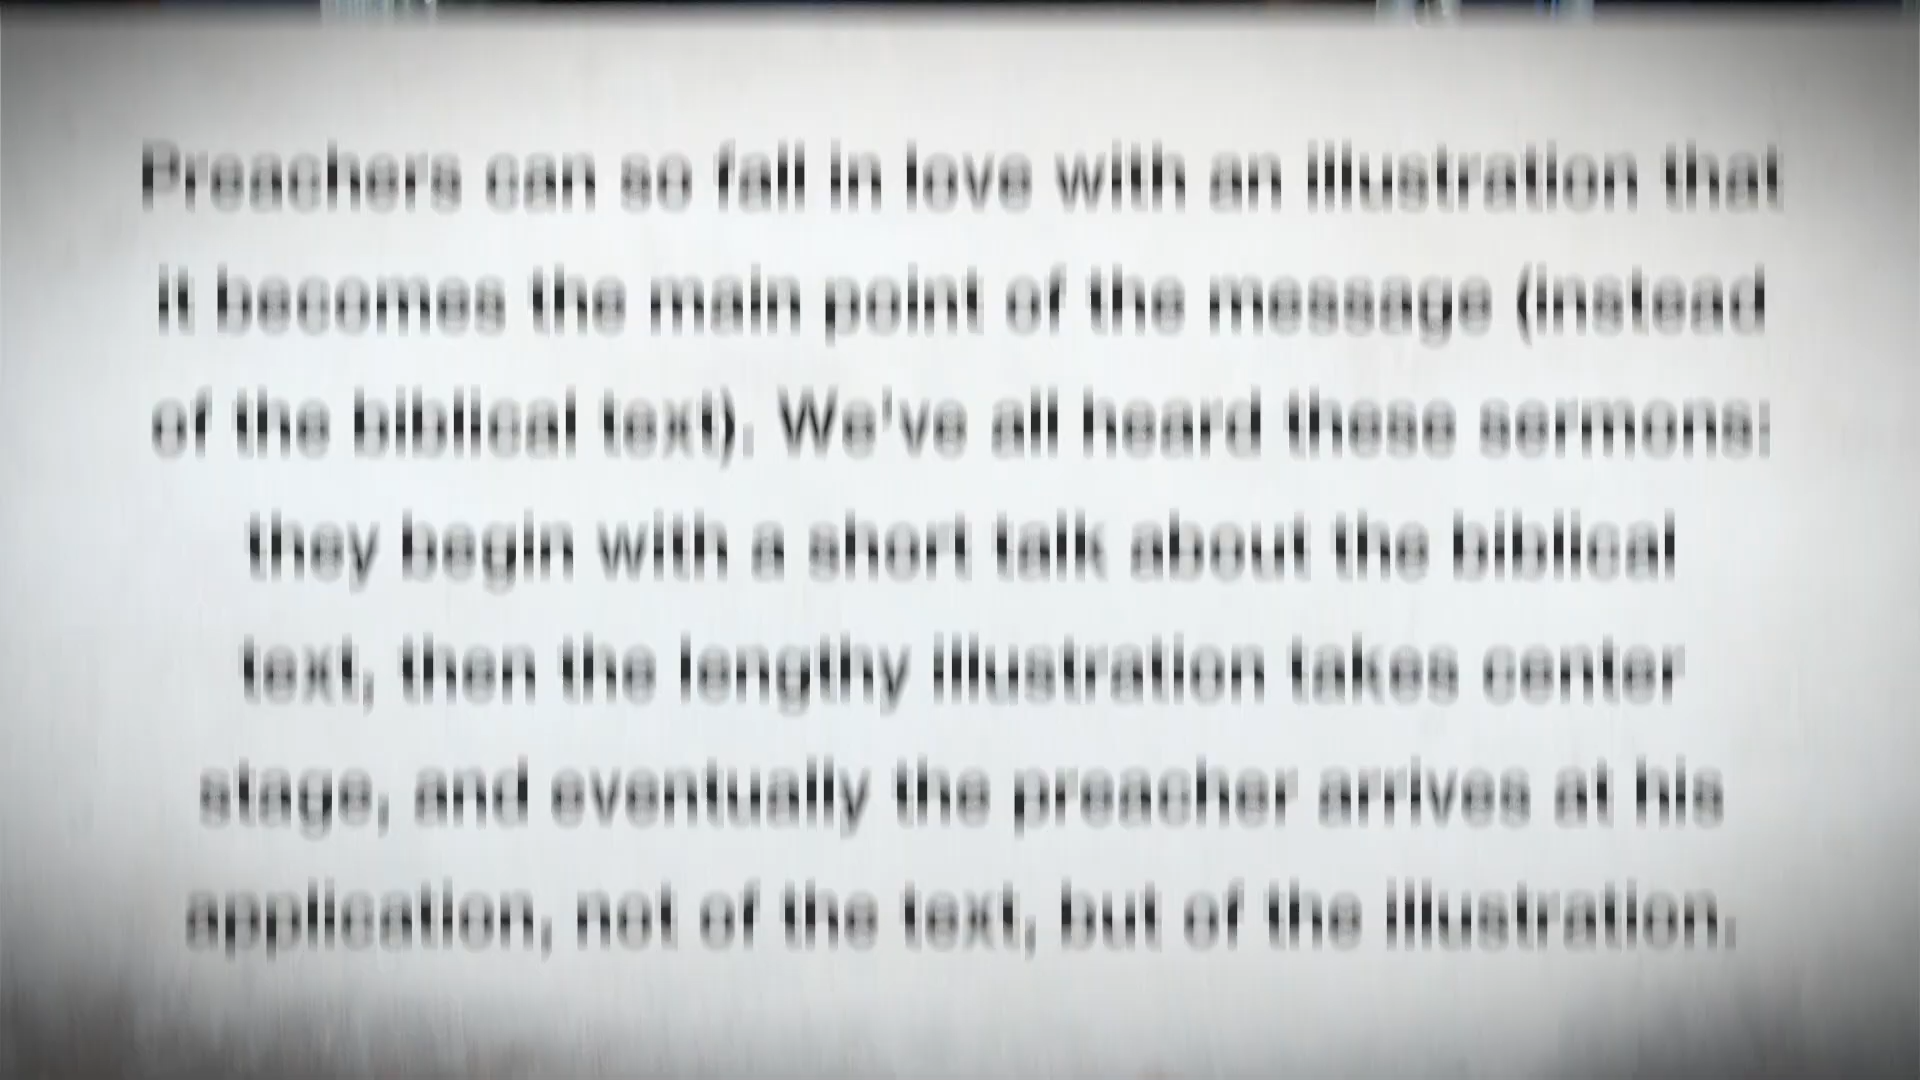 Preachers can so fall in love with an illustration that
it becomes the main point of the message (instead
of the biblical text). We've all heard these sermons:
they begin with a short talk about the biblical
text, then the lengthy illustration takes center
stage, and eventually the preacher arrives at his
application, not of the text, but of the illustration.